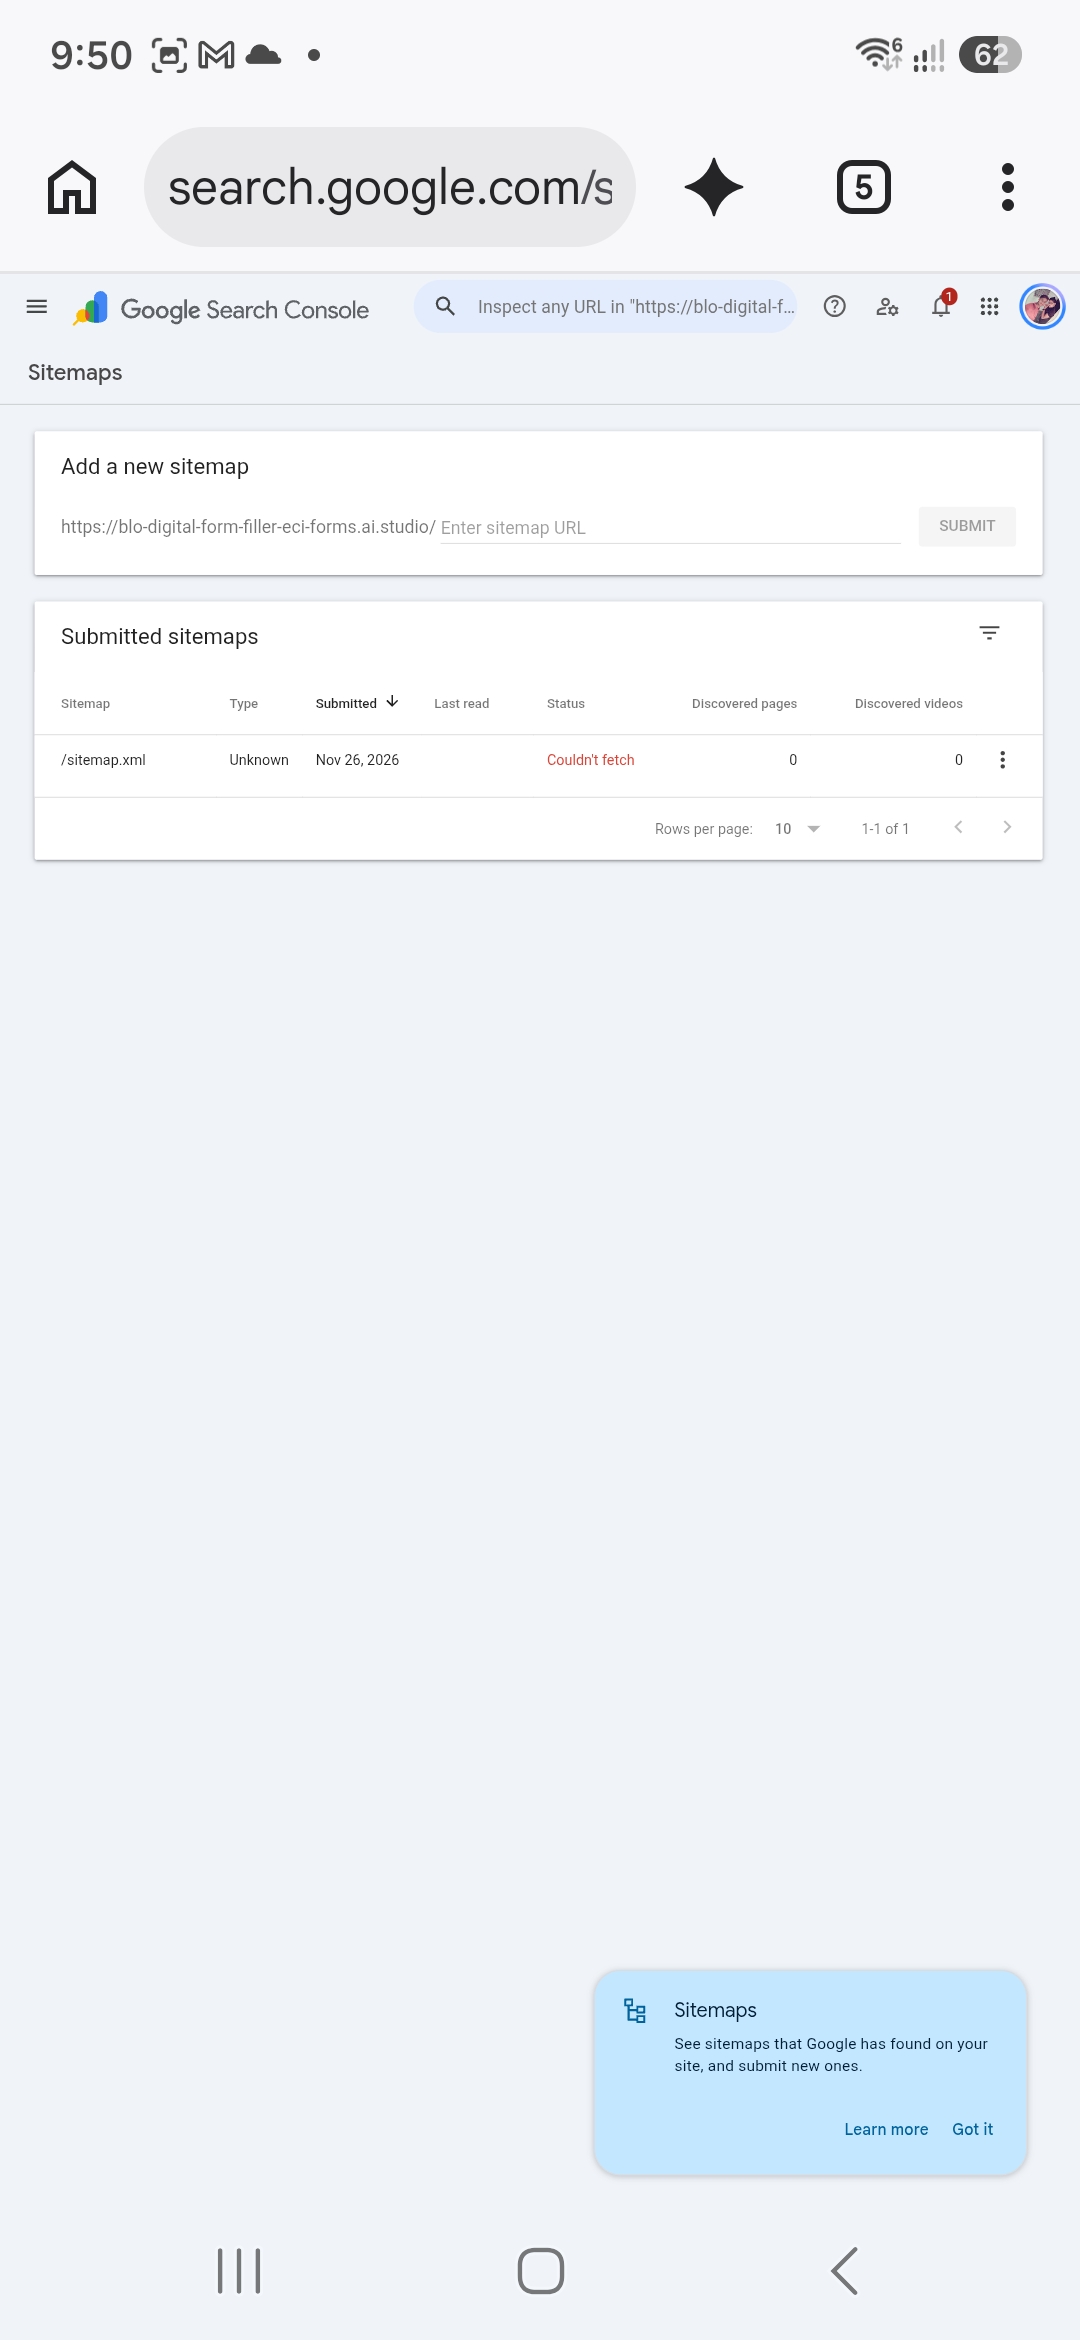 9:50
6
62
search.google.com/s
5
Google Search Console
Inspect any URL in "https://blo-digital-f...
1
Sitemaps
Add a new sitemap
https://blo-digital-form-filler-eci-forms.ai.studio/ Enter sitemap URL
SUBMIT
Submitted sitemaps
Sitemap Type Submitted Last read Status Discovered pages Discovered videos
/sitemap.xml Unknown Nov 26, 2026 Couldn't fetch 0 0
Rows per page: 10 1-1 of 1
Sitemaps
See sitemaps that Google has found on your
site, and submit new ones.
Learn more Got it